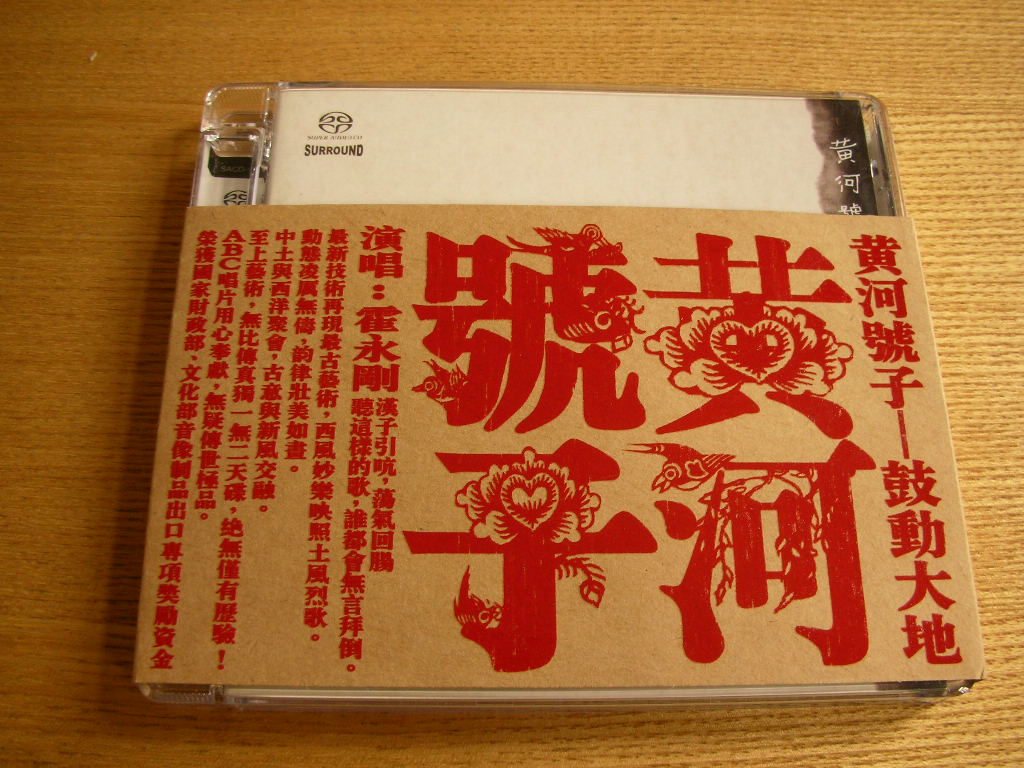 SUPER AUDIO CD
SURROUND
SACD
黃河號
黃河號子—鼓動大地
黃河
號子
演唱：霍永剛
漢子引吭，蕩氣回腸
聽這樣的歌，誰都會無言拜倒。
最新技術再現最古藝術，西風妙樂映照土風烈歌。
動態凌厲無儔，韵律壯美如畫。
中土與西洋聚會，古意與新風交融。
至上藝術，無比傳真獨一無二天碟，絕無僅有歷驗！
ABC唱片用心奉獻，無疑傳世極品。
榮獲國家財政部、文化部音像制品出口專項奬勵資金